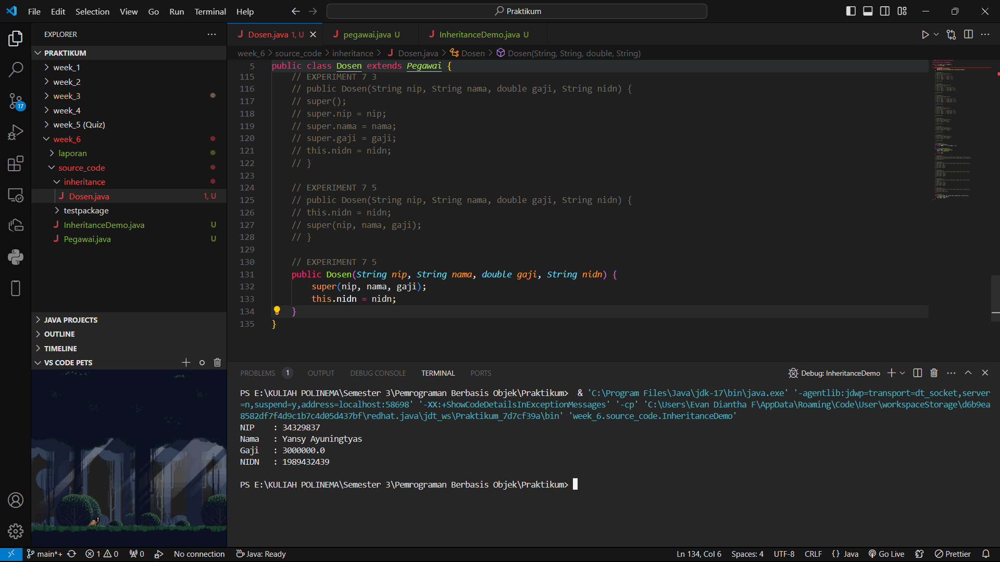 File Edit Selection View Go Run Terminal Help
Praktikum
EXPLORER
PRAKTIKUM
week_1
week_2
week_3
week_4
week_5 (Quiz)
week_6
laporan
source_code
inheritance
Dosen.java 1, U
testpackage
InheritanceDemo.java U
Pegawai.java U
JAVA PROJECTS
OUTLINE
TIMELINE
VS CODE PETS
17
Dosen.java 1, U
pegawai.java U
InheritanceDemo.java U
week_6 > source_code > inheritance > Dosen.java > Dosen > Dosen(String, String, double, String)
5 public class Dosen extends Pegawai {
115 // EXPERIMENT 7 3
116 // public Dosen(String nip, String nama, double gaji, String nidn) {
117 // super();
118 // super.nip = nip;
119 // super.nama = nama;
120 // super.gaji = gaji;
121 // this.nidn = nidn;
122 // }
123
124 // EXPERIMENT 7 5
125 // public Dosen(String nip, String nama, double gaji, String nidn) {
126 // this.nidn = nidn;
127 // super(nip, nama, gaji);
128 // }
129
130 // EXPERIMENT 7 5
131 public Dosen(String nip, String nama, double gaji, String nidn) {
132 super(nip, nama, gaji);
133 this.nidn = nidn;
134 }
135 }
PROBLEMS 1 OUTPUT DEBUG CONSOLE TERMINAL PORTS
Debug: InheritanceDemo
PS E:\KULIAH POLINEMA\Semester 3\Pemrograman Berbasis Objek\Praktikum> & 'C:\Program Files\Java\jdk-17\bin\java.exe' '-agentlib:jdwp=transport=dt_socket,server
=n,suspend=y,address=localhost:58698' '-XX:+ShowCodeDetailsInExceptionMessages' '-cp' 'C:\Users\Evan Diantha F\AppData\Roaming\Code\User\workspaceStorage\d6b9ea
8582df7f4d9c1b7c4d05d437bf\redhat.java\jdt_ws\Praktikum_7d7cf39a\bin' 'week_6.source_code.InheritanceDemo'
NIP : 34329837
Nama : Yansy Ayuningtyas
Gaji : 3000000.0
NIDN : 1989432439
PS E:\KULIAH POLINEMA\Semester 3\Pemrograman Berbasis Objek\Praktikum>
main*+ 1 0 0 No connection Java: Ready
Ln 134, Col 6 Spaces: 4 UTF-8 CRLF {} Java Go Live Prettier